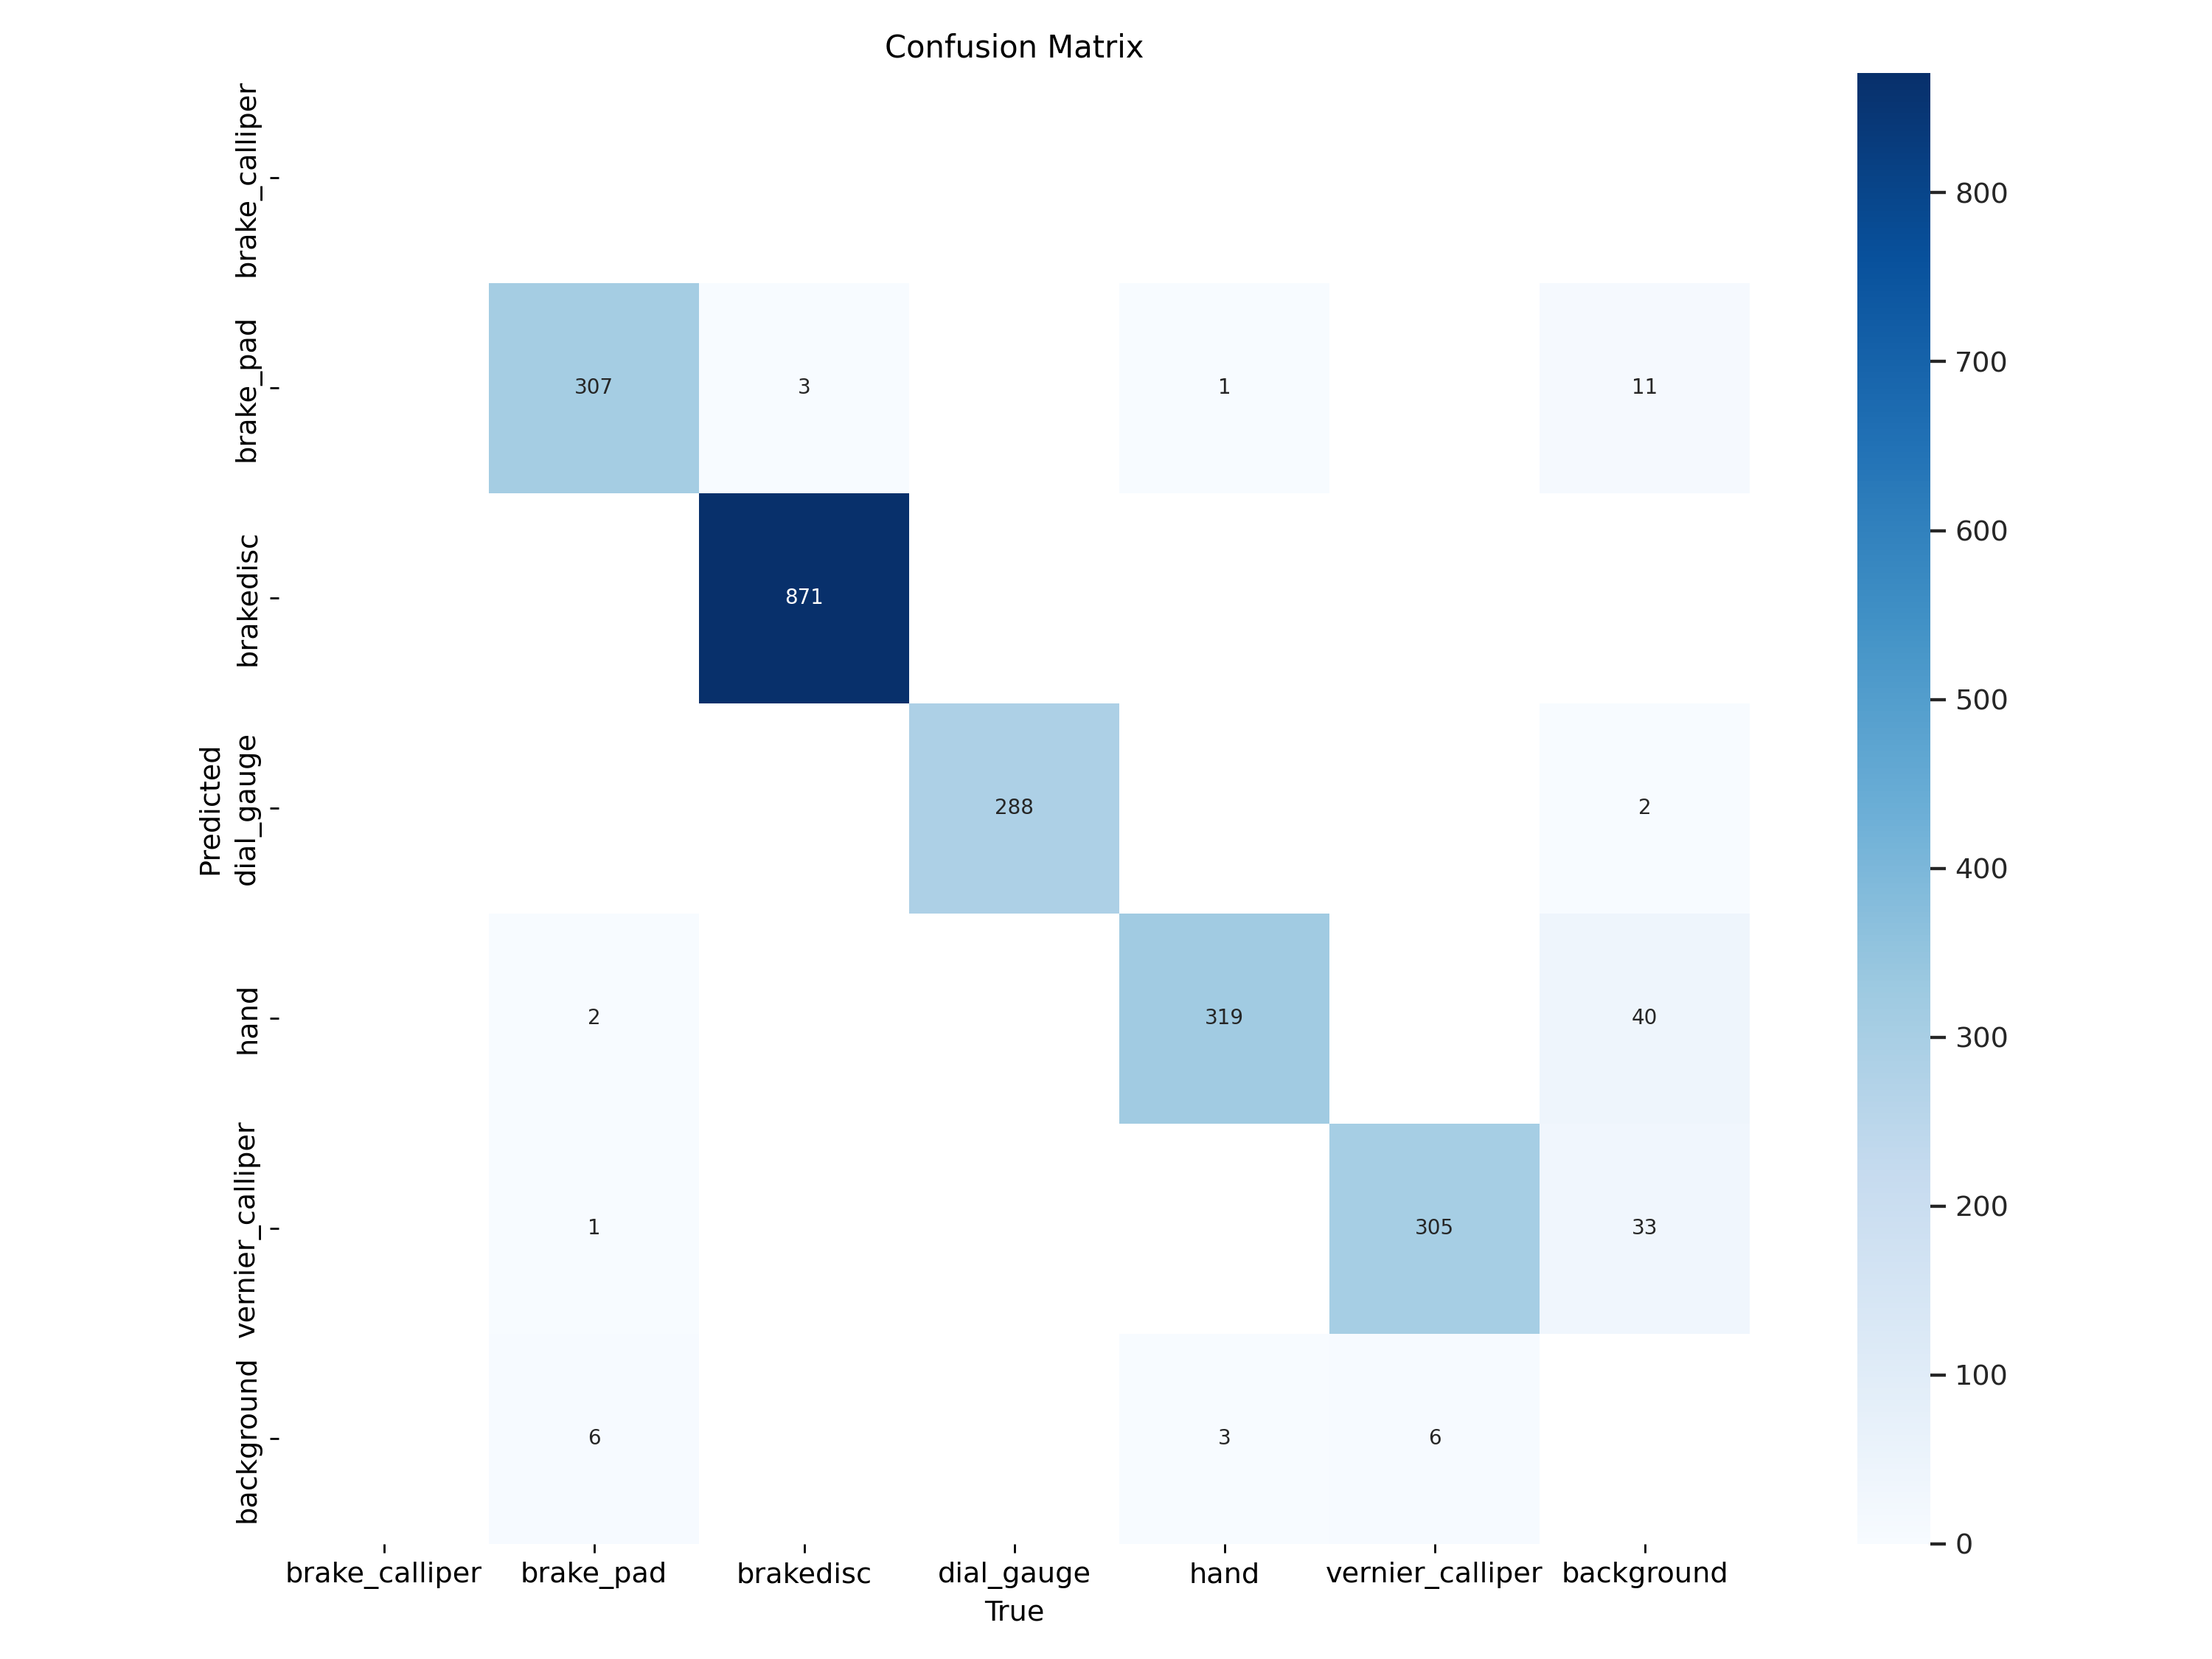 Confusion Matrix
brake_calliper
brake_pad
brakedisc
dial_gauge
hand
vernier_calliper
background
Predicted
307 3 1 11
871
288 2
2 319 40
1 305 33
6 3 6
brake_calliper brake_pad brakedisc dial_gauge hand vernier_calliper background
True
800
700
600
500
400
300
200
100
0